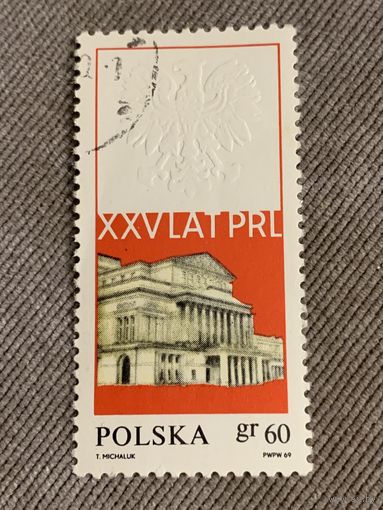 XXV LAT PRL
POLSKA gr 60
T. MICHALUK PWPW 69